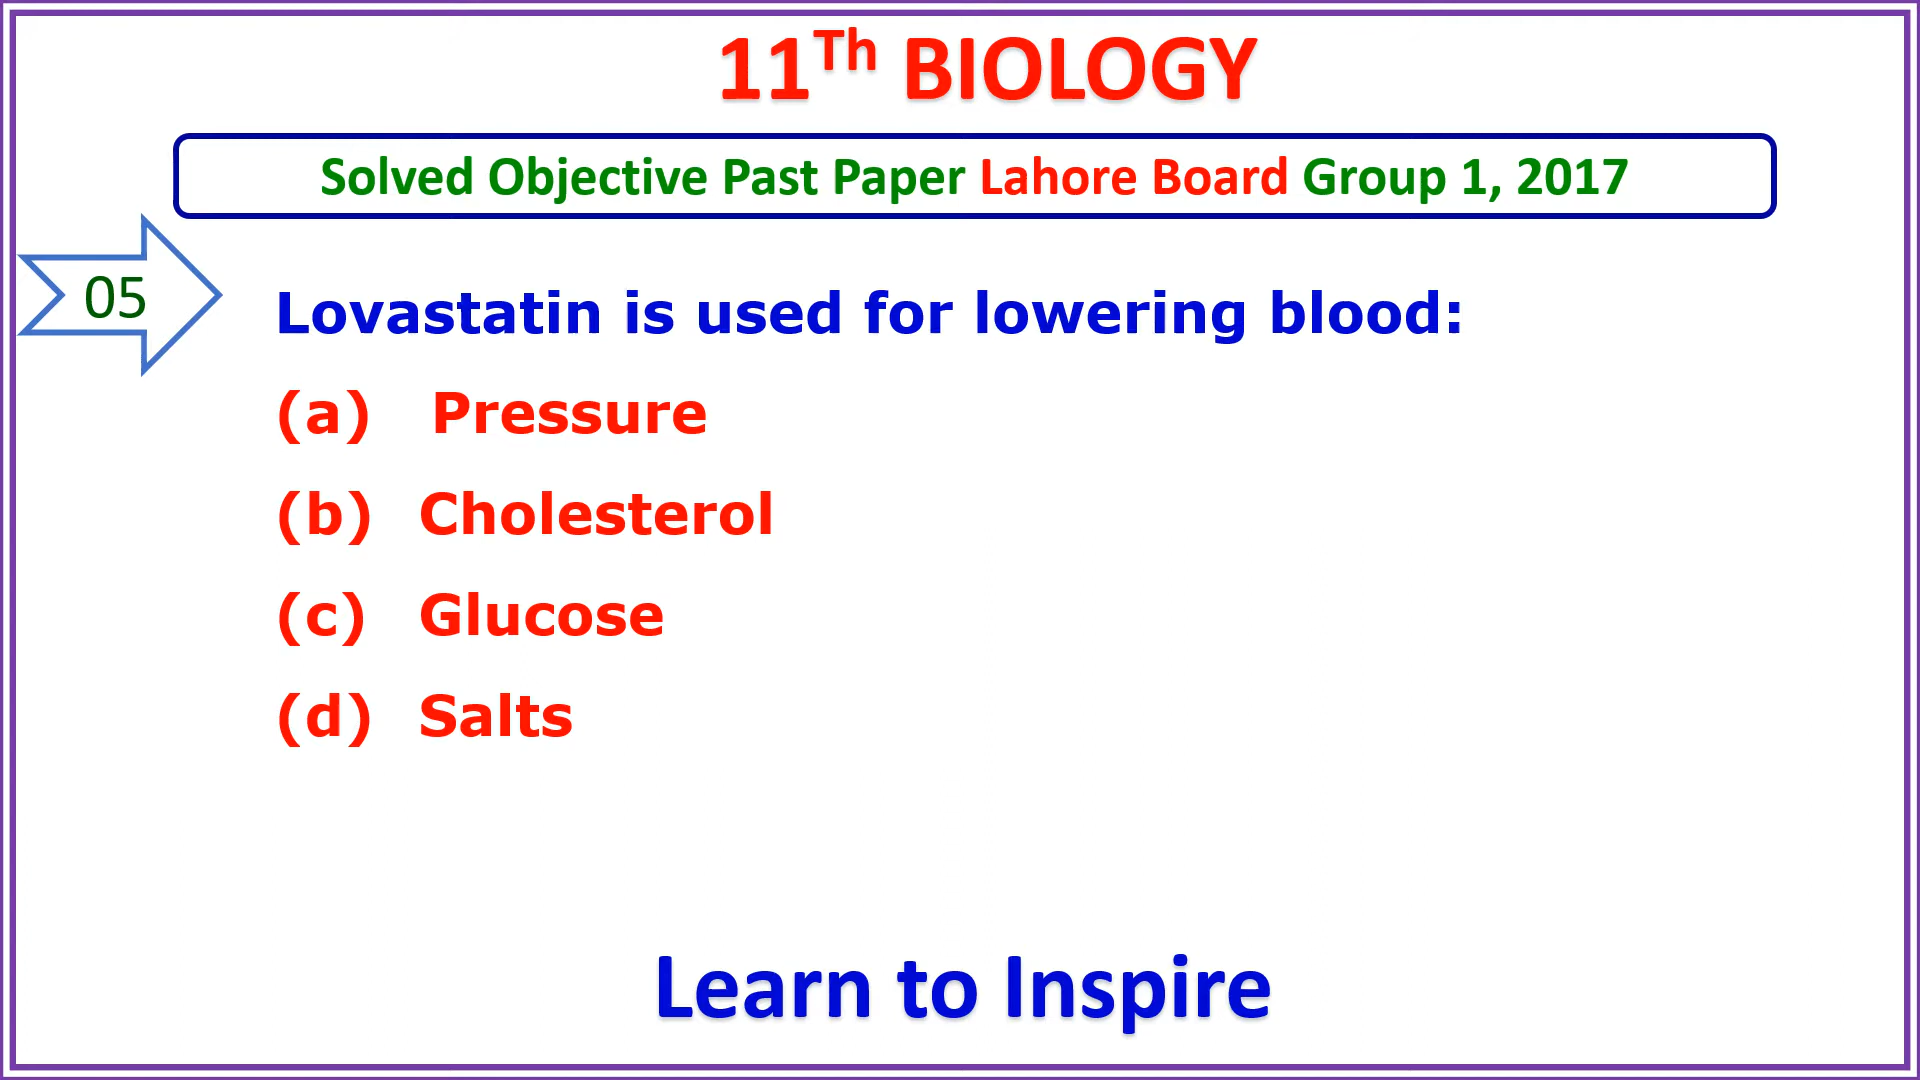 11Th BIOLOGY
Solved Objective Past Paper Lahore Board Group 1, 2017
05
Lovastatin is used for lowering blood:
(a) Pressure
(b) Cholesterol
(c) Glucose
(d) Salts
Learn to Inspire